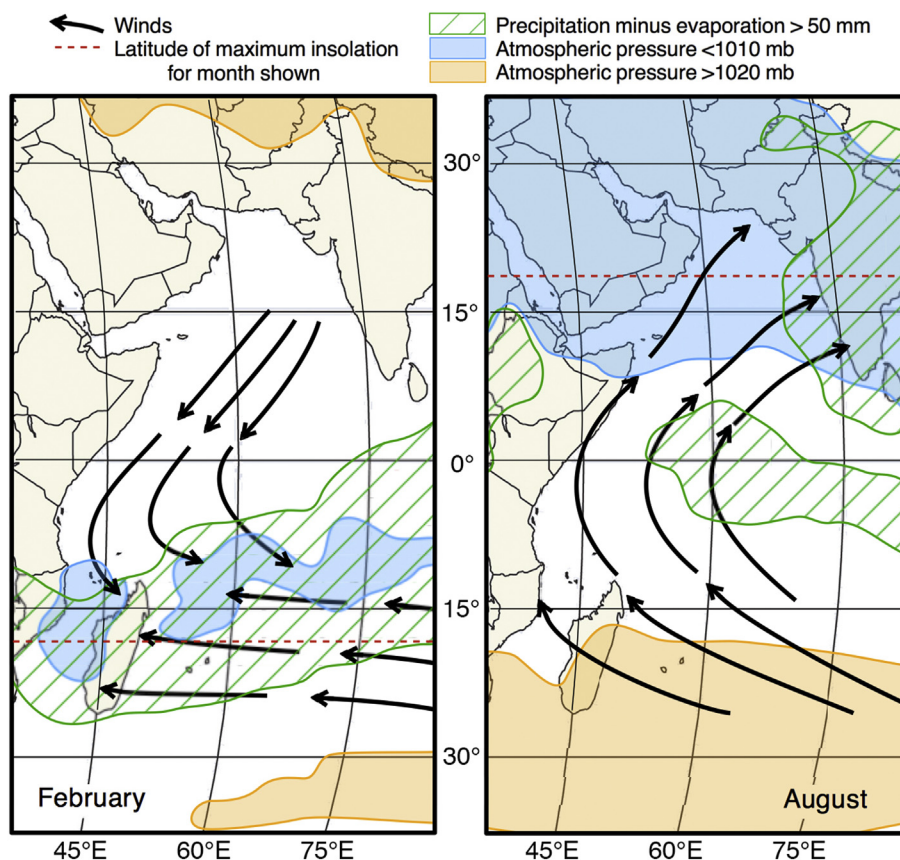 Winds
Latitude of maximum insolation
for month shown
Precipitation minus evaporation > 50 mm
Atmospheric pressure <1010 mb
Atmospheric pressure >1020 mb
30°
15°
0°
15°
30°
February
August
45°E
60°E
75°E
45°E
60°E
75°E